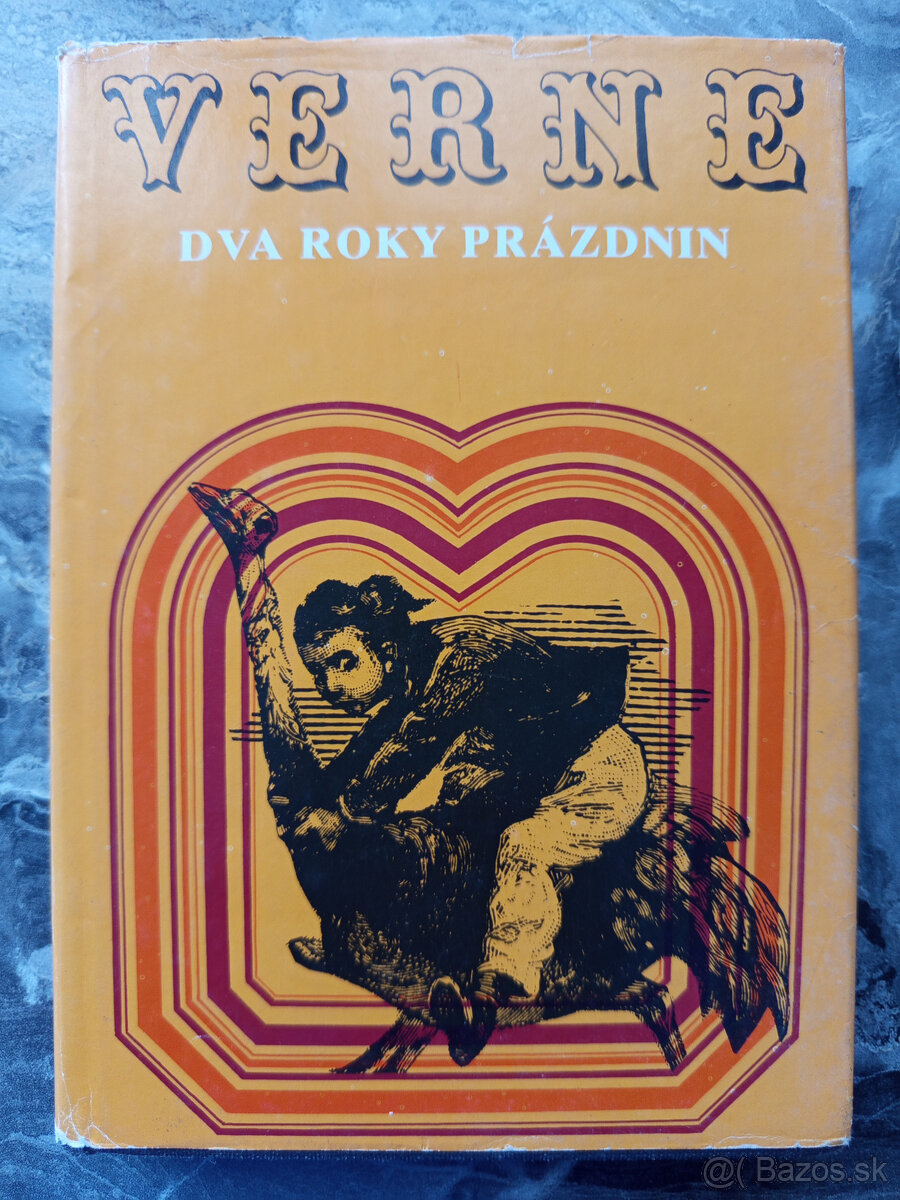 VERNE
DVA ROKY PRÁZDNIN
@( Bazos.sk